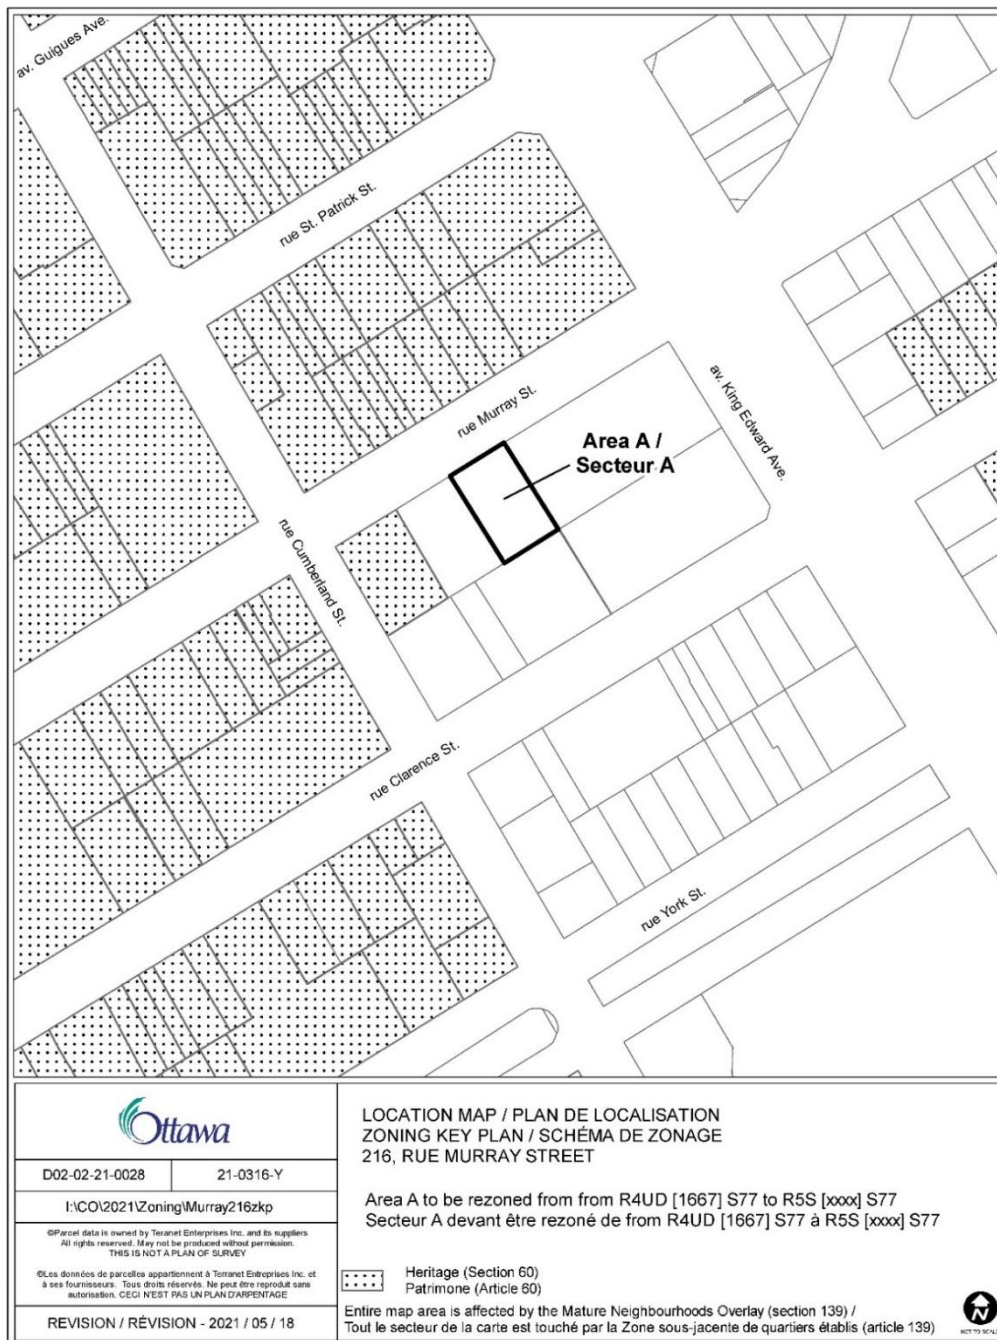 av. Guigues Ave.
rue St. Patrick St.
rue Murray St.
av. King Edward Ave.
Area A /
Secteur A
rue Cumberland St.
rue Clarence St.
rue York St.
Ottawa
D02-02-21-0028
21-0316-Y
I:\CO\2021\Zoning\Murray216zkp
©Parcel data is owned by Teranet Enterprises Inc. and its suppliers
All rights reserved. May not be produced without permission.
THIS IS NOT A PLAN OF SURVEY
©Les données de parcelles appartiennent à Terranet Entreprises Inc. et
à ses fournisseurs. Tous droits réservés. Ne peut être reproduit sans
autorisation. CECI N'EST PAS UN PLAN D'ARPENTAGE
REVISION / RÉVISION - 2021 / 05 / 18
LOCATION MAP / PLAN DE LOCALISATION
ZONING KEY PLAN / SCHÉMA DE ZONAGE
216, RUE MURRAY STREET
Area A to be rezoned from from R4UD [1667] S77 to R5S [xxxx] S77
Secteur A devant être rezoné de from R4UD [1667] S77 à R5S [xxxx] S77
Heritage (Section 60)
Patrimone (Article 60)
Entire map area is affected by the Mature Neighbourhoods Overlay (section 139) /
Tout le secteur de la carte est touché par la Zone sous-jacente de quartiers établis (article 139)
N
NOT TO SCALE